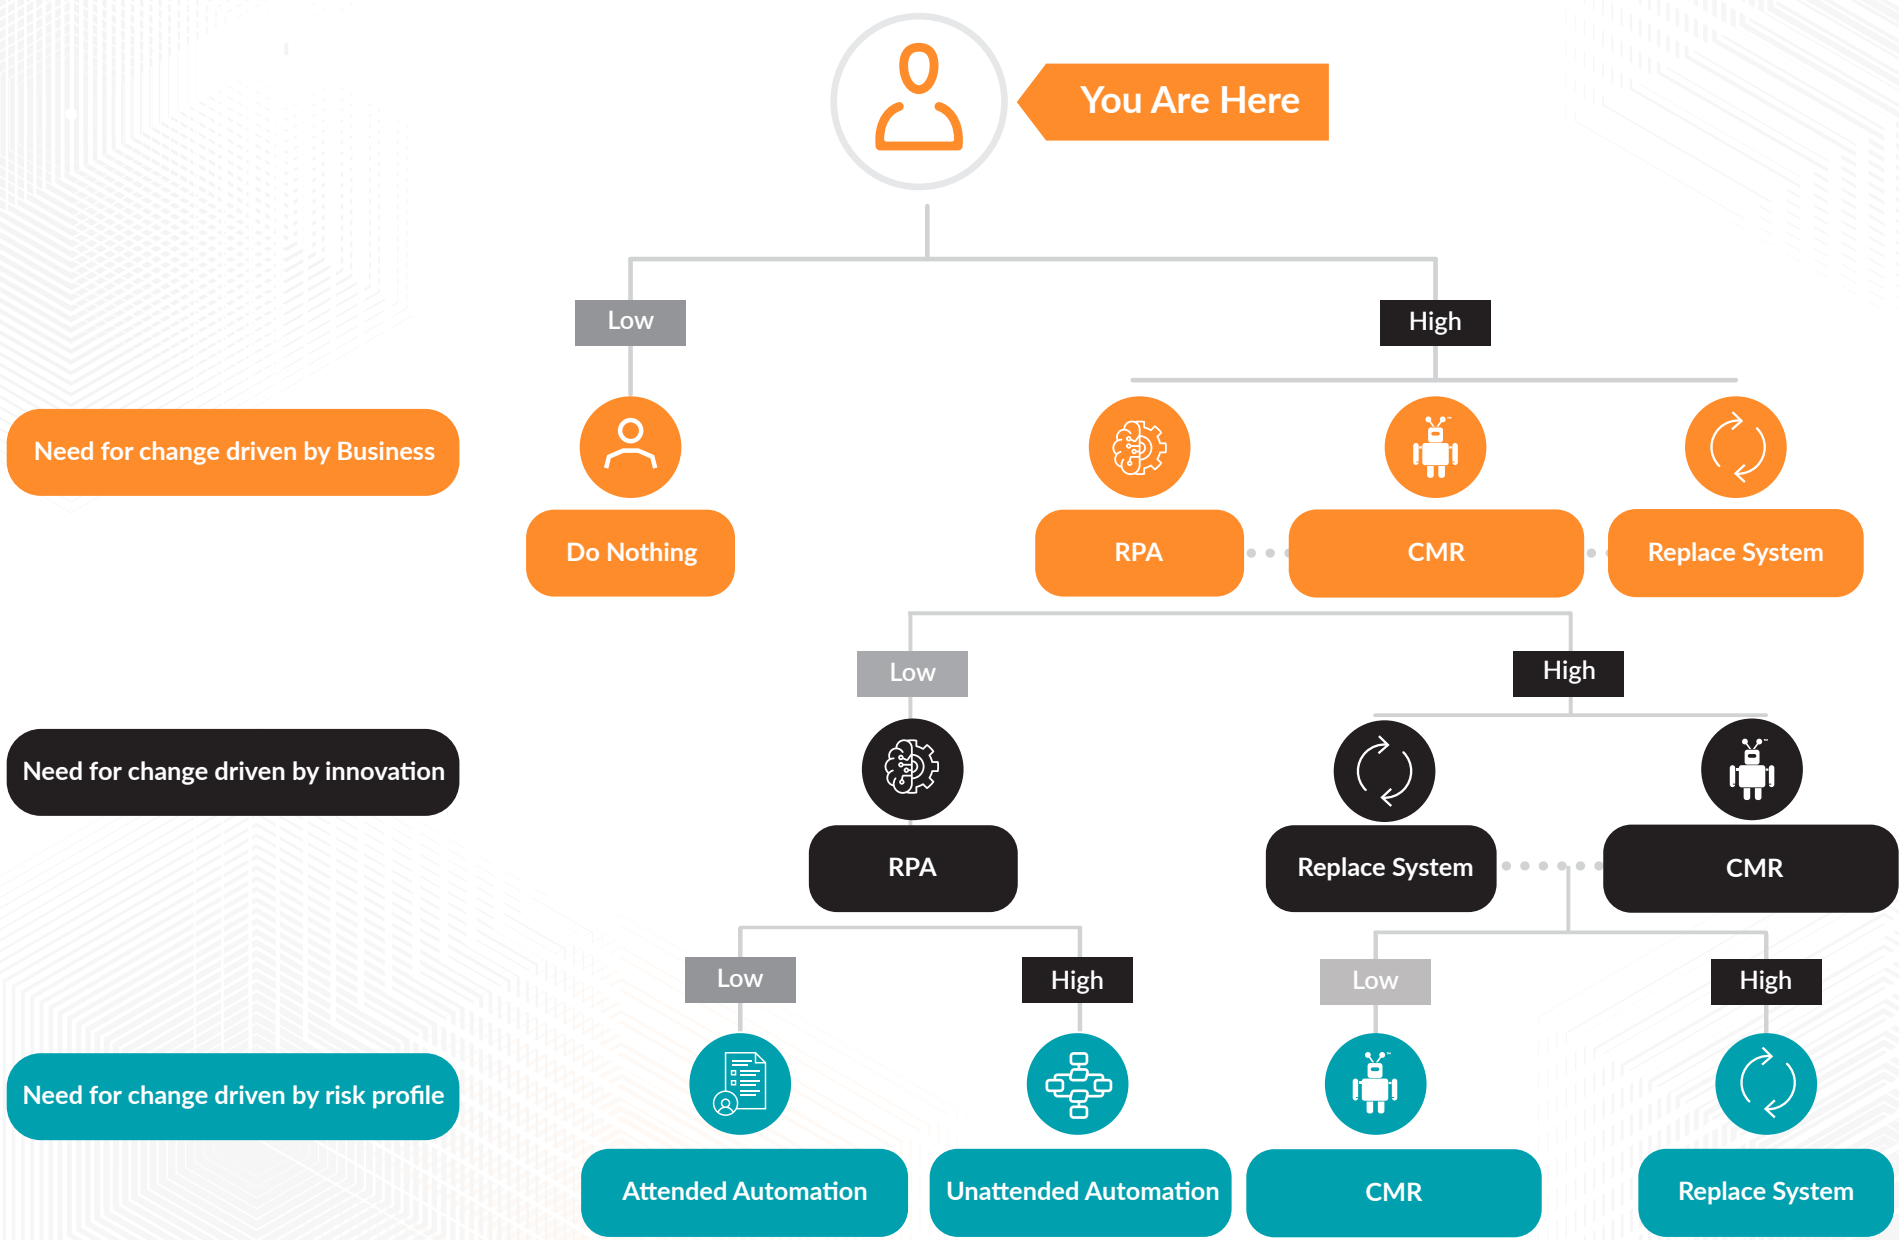 You Are Here
Low
High
Need for change driven by Business
Do Nothing
RPA
CMR
Replace System
Low
High
Need for change driven by innovation
RPA
Replace System
CMR
Low
High
Low
High
Need for change driven by risk profile
Attended Automation
Unattended Automation
CMR
Replace System